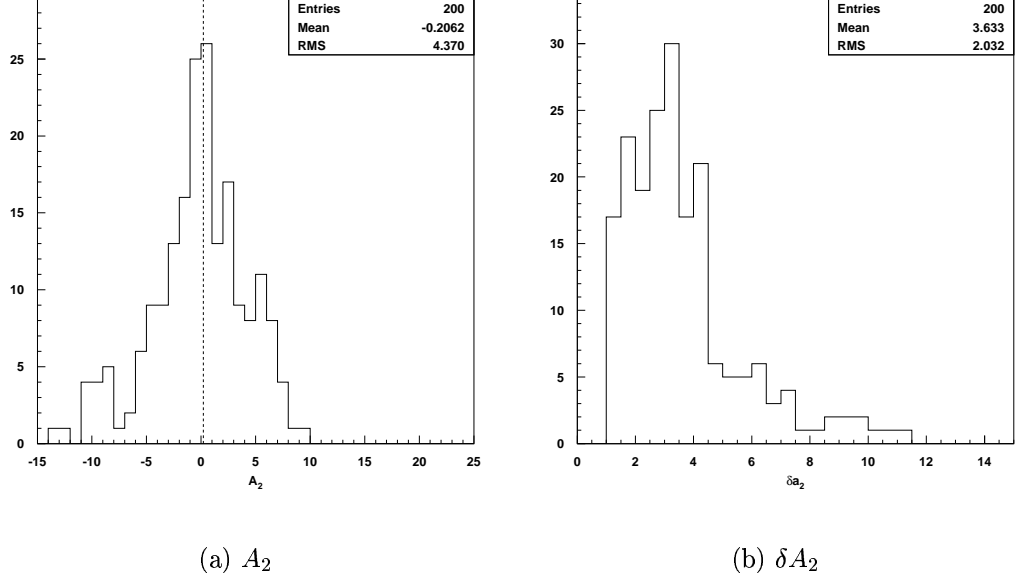 Entries 200
Mean -0.2062
RMS 4.370
25
20
15
10
5
0
-15 -10 -5 0 5 10 15 20 25
A2
Entries 200
Mean 3.633
RMS 2.032
30
25
20
15
10
5
0
0 2 4 6 8 10 12 14
δa2
(a) A2
(b) δA2